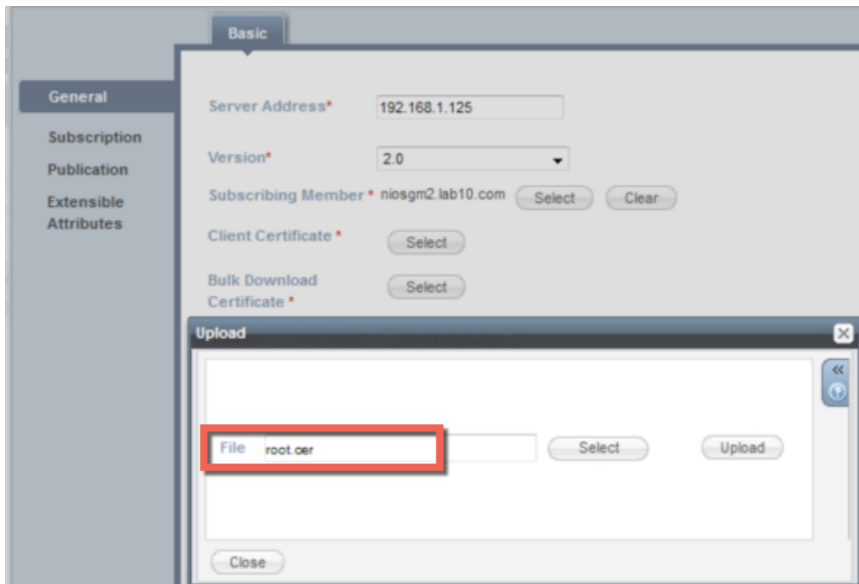 Basic
General
Subscription
Publication
Extensible
Attributes
Server Address*
192.168.1.125
Version*
2.0
Subscribing Member * niosgm2.lab10.com Select Clear
Client Certificate *
Select
Bulk Download
Certificate *
Select
Upload
File root.cer Select Upload
Close